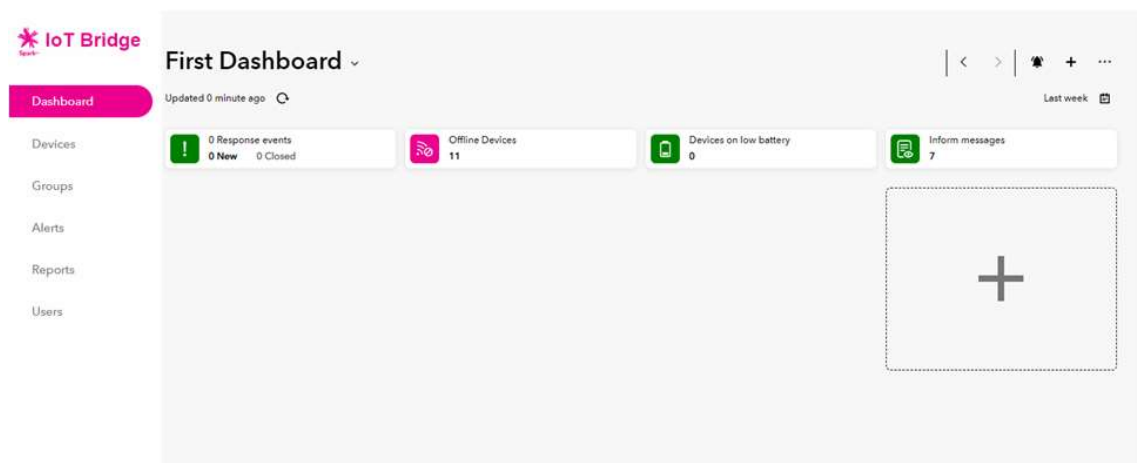 IoT Bridge
Spark
First Dashboard
Updated 0 minute ago
Last week
Dashboard
Devices
Groups
Alerts
Reports
Users
0 Response events
0 New 0 Closed
Offline Devices
11
Devices on low battery
0
Inform messages
7